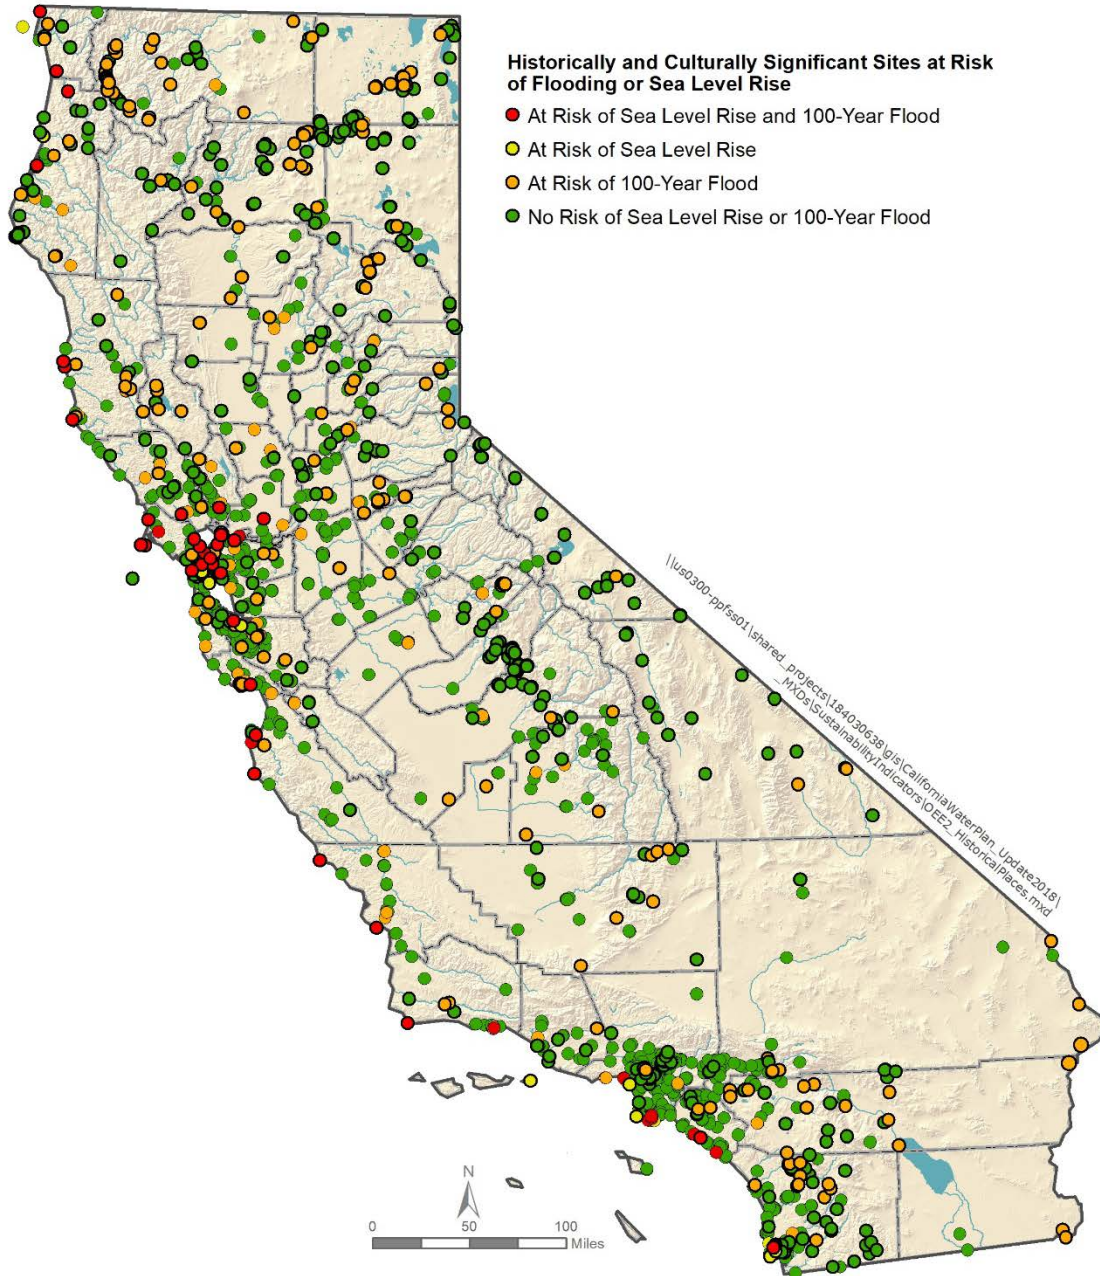 Historically and Culturally Significant Sites at Risk
of Flooding or Sea Level Rise
At Risk of Sea Level Rise and 100-Year Flood
At Risk of Sea Level Rise
At Risk of 100-Year Flood
No Risk of Sea Level Rise or 100-Year Flood
\\us0300-ppfss01\shared_projects\184030638\gis\CaliforniaWaterPlan_Update2018\
_MXDs\SustainabilityIndicators\OEE2_HistoricalPlaces.mxd
N
0 50 100
Miles